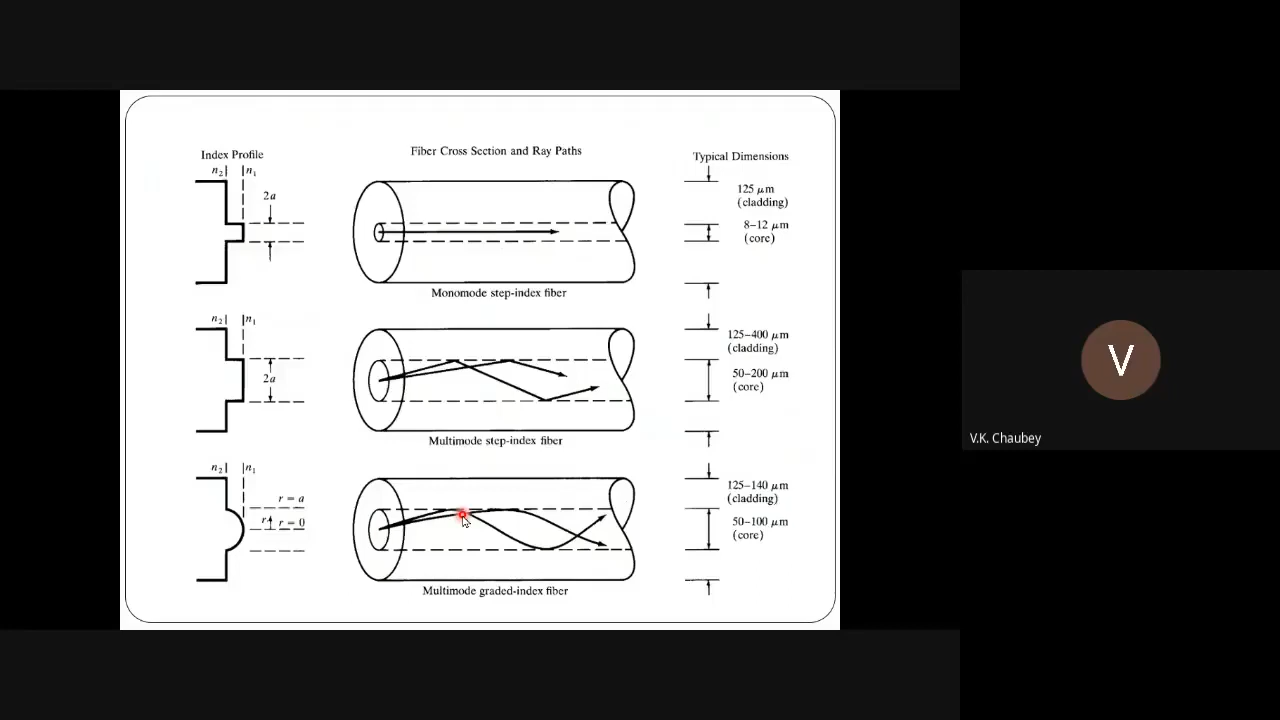 Index Profile
Fiber Cross Section and Ray Paths
Typical Dimensions
n₂ n₁
2a
125 μm
(cladding)
8–12 μm
(core)
Monomode step-index fiber
n₂ n₁
2a
125–400 μm
(cladding)
50–200 μm
(core)
Multimode step-index fiber
n₂ n₁
r = a
r r = 0
125–140 μm
(cladding)
50–100 μm
(core)
Multimode graded-index fiber
V
V.K. Chaubey